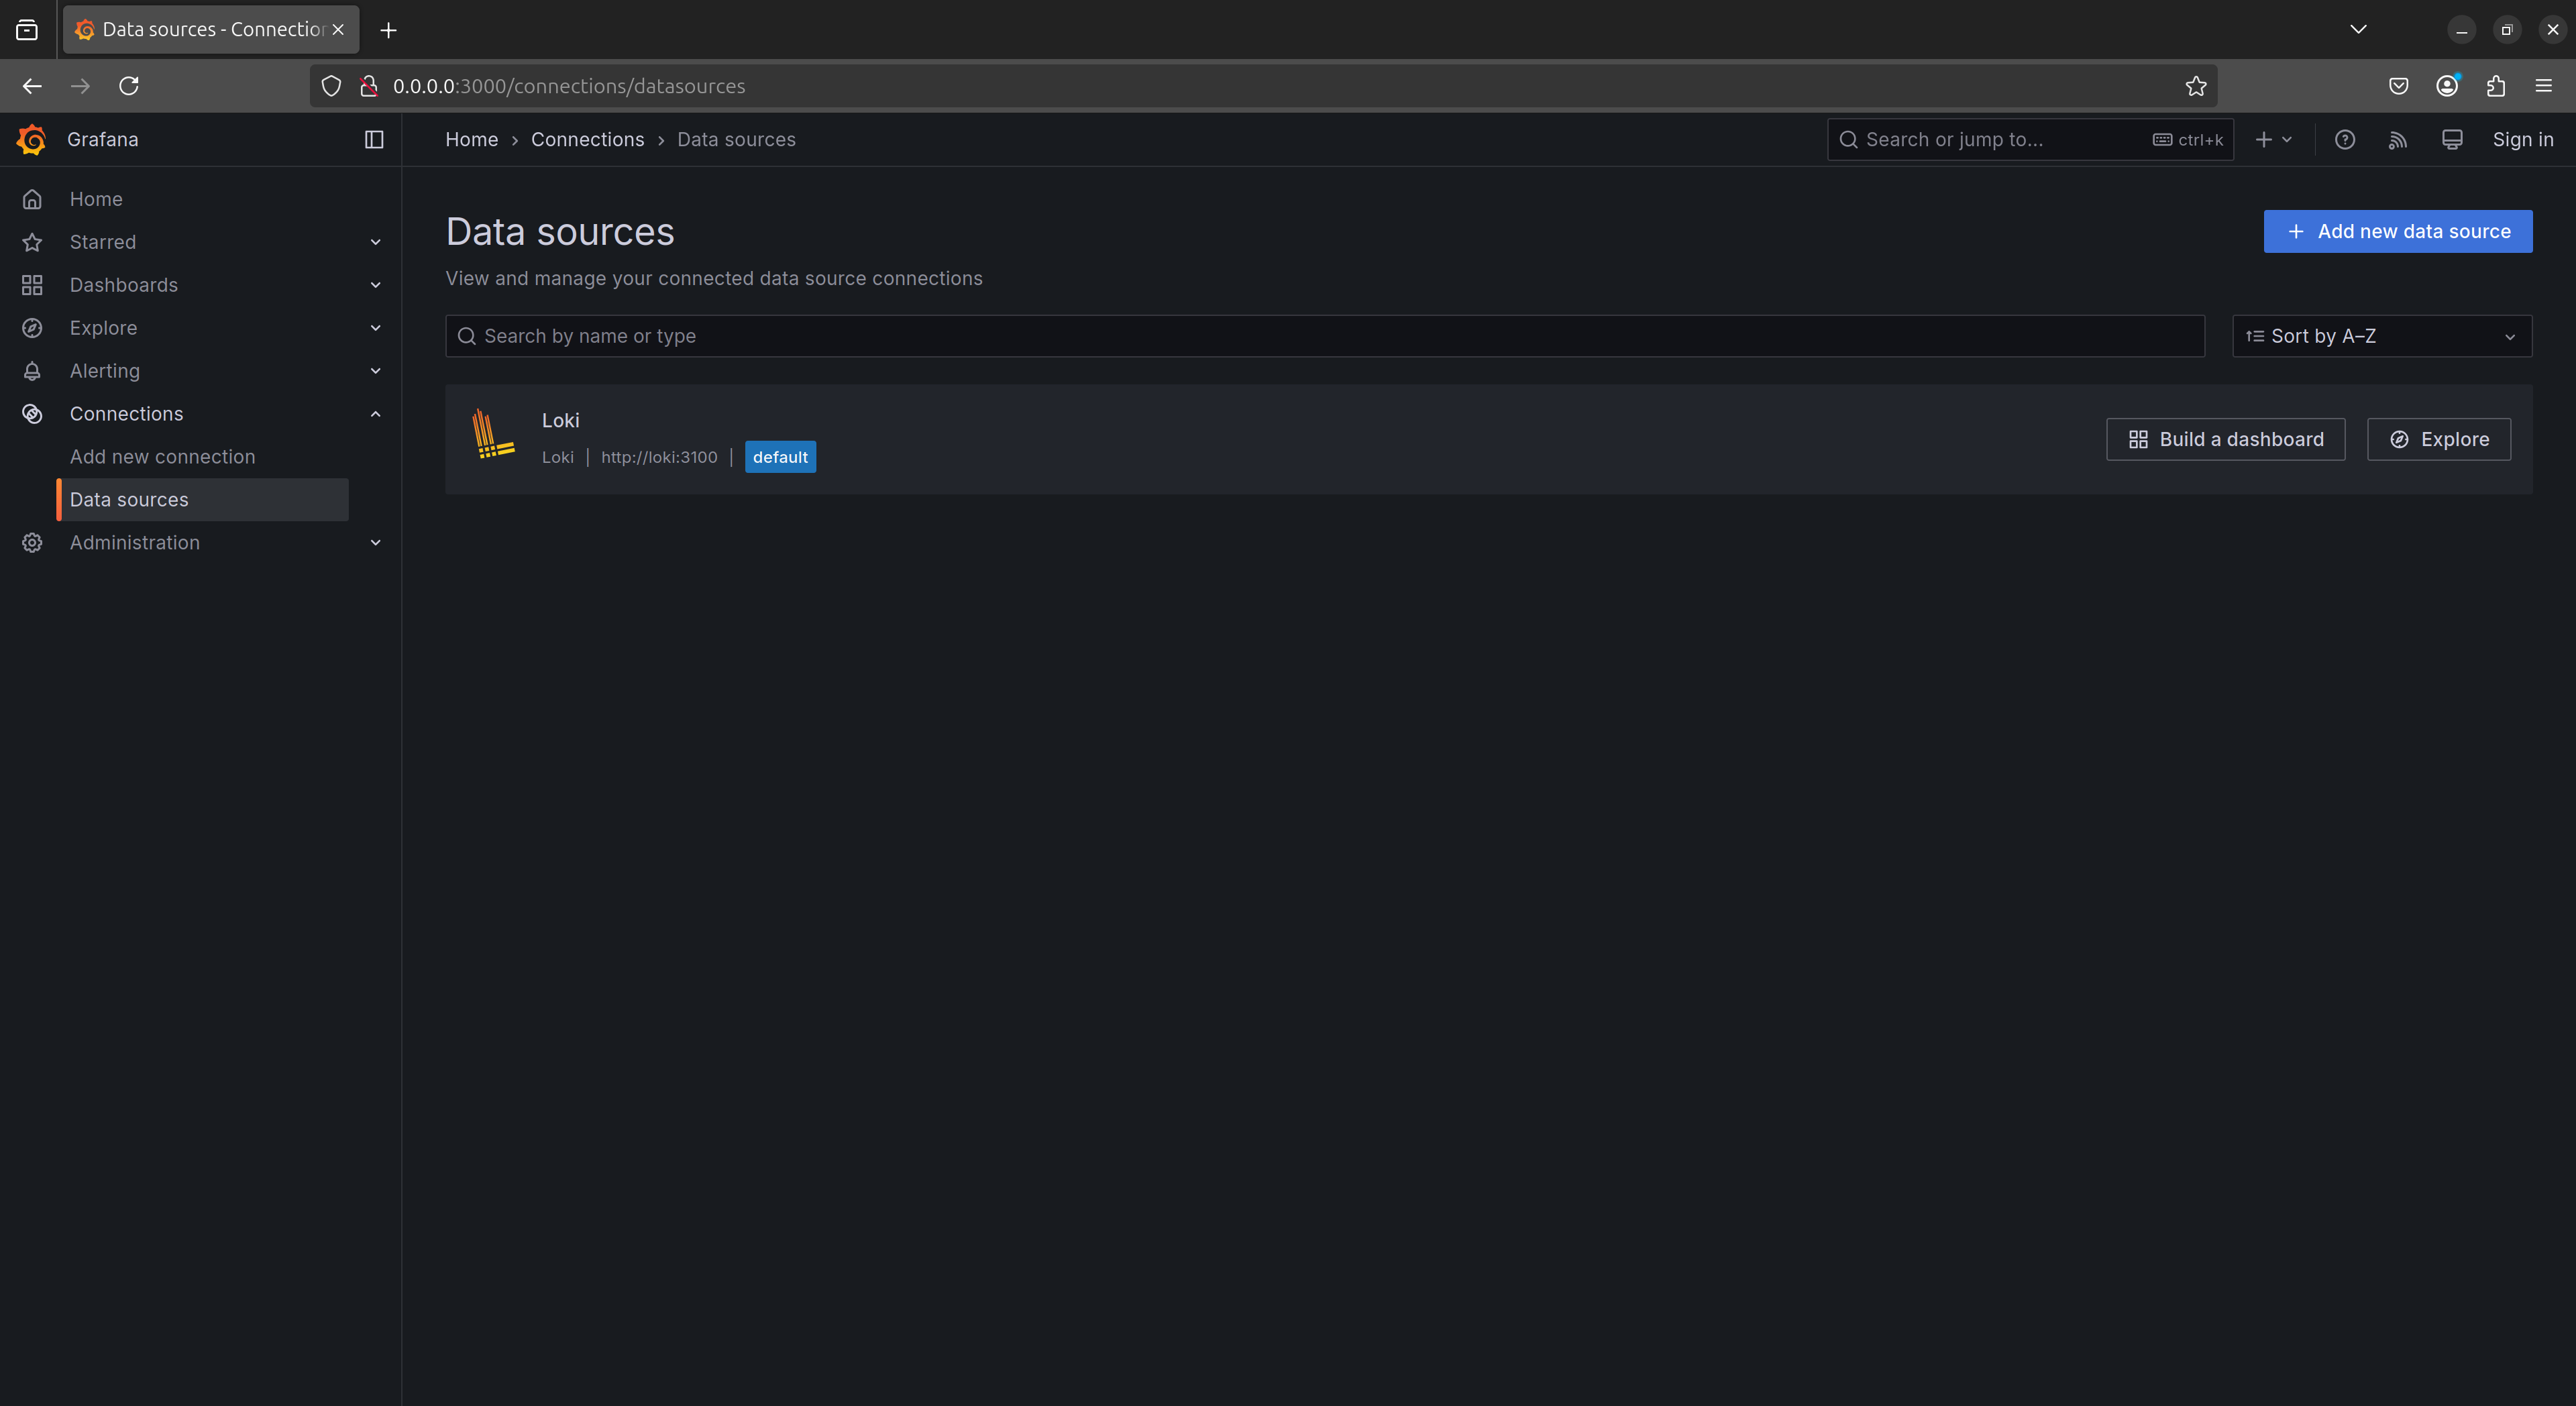 Data sources - Connection
0.0.0.0:3000/connections/datasources
Grafana
Home › Connections › Data sources
Search or jump to...
ctrl+k
Sign in
Home
Starred
Dashboards
Explore
Alerting
Connections
Add new connection
Data sources
Administration
Data sources
Add new data source
View and manage your connected data source connections
Search by name or type
Sort by A–Z
Loki
Loki | http://loki:3100 | default
Build a dashboard
Explore